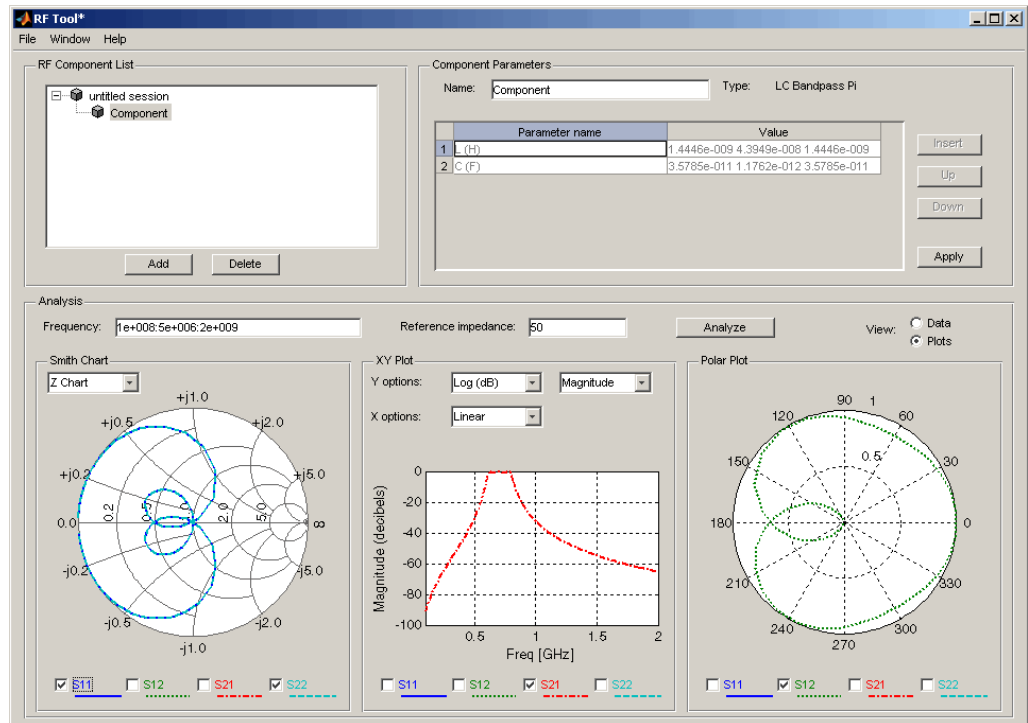 RF Tool*
File Window Help
RF Component List
untitled session
Component
Add Delete
Component Parameters
Name: Component Type: LC Bandpass Pi
Parameter name Value
1 L (H) 1.4446e-009 4.3949e-008 1.4446e-009
2 C (F) 3.5785e-011 1.1762e-012 3.5785e-011
Insert
Up
Down
Apply
Analysis
Frequency: 1e+008:5e+006:2e+009 Reference impedance: 50 Analyze View: Data
Plots
Smith Chart
Z Chart
+j1.0
+j0.5 +j2.0
+j0.2 +j5.0
0.0 0.2 0.5 1.0 2.0 5.0 ∞
-j0.2 -j5.0
-j0.5 -j2.0
-j1.0
S11 S12 S21 S22
XY Plot
Y options: Log (dB) Magnitude
X options: Linear
Magnitude (decibels)
0
-20
-40
-60
-80
-100
0.5 1 1.5 2
Freq [GHz]
S11 S12 S21 S22
Polar Plot
90 1
120 60
150 0.5 30
180 0
210 330
240 300
270
S11 S12 S21 S22